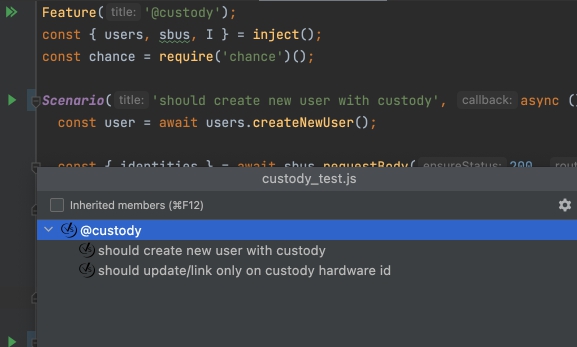 Feature( title: '@custody');
const { users, sbus, I } = inject();
const chance = require('chance')();
Scenario( title: 'should create new user with custody', callback: async ()
const user = await users.createNewUser();
const { identities } = await sbus.requestBody( ensureStatus: 200,
custody_test.js
Inherited members (⌘F12)
@custody
should create new user with custody
should update/link only on custody hardware id